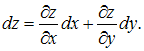 dz = ∂z/∂x dx + ∂z/∂y dy.